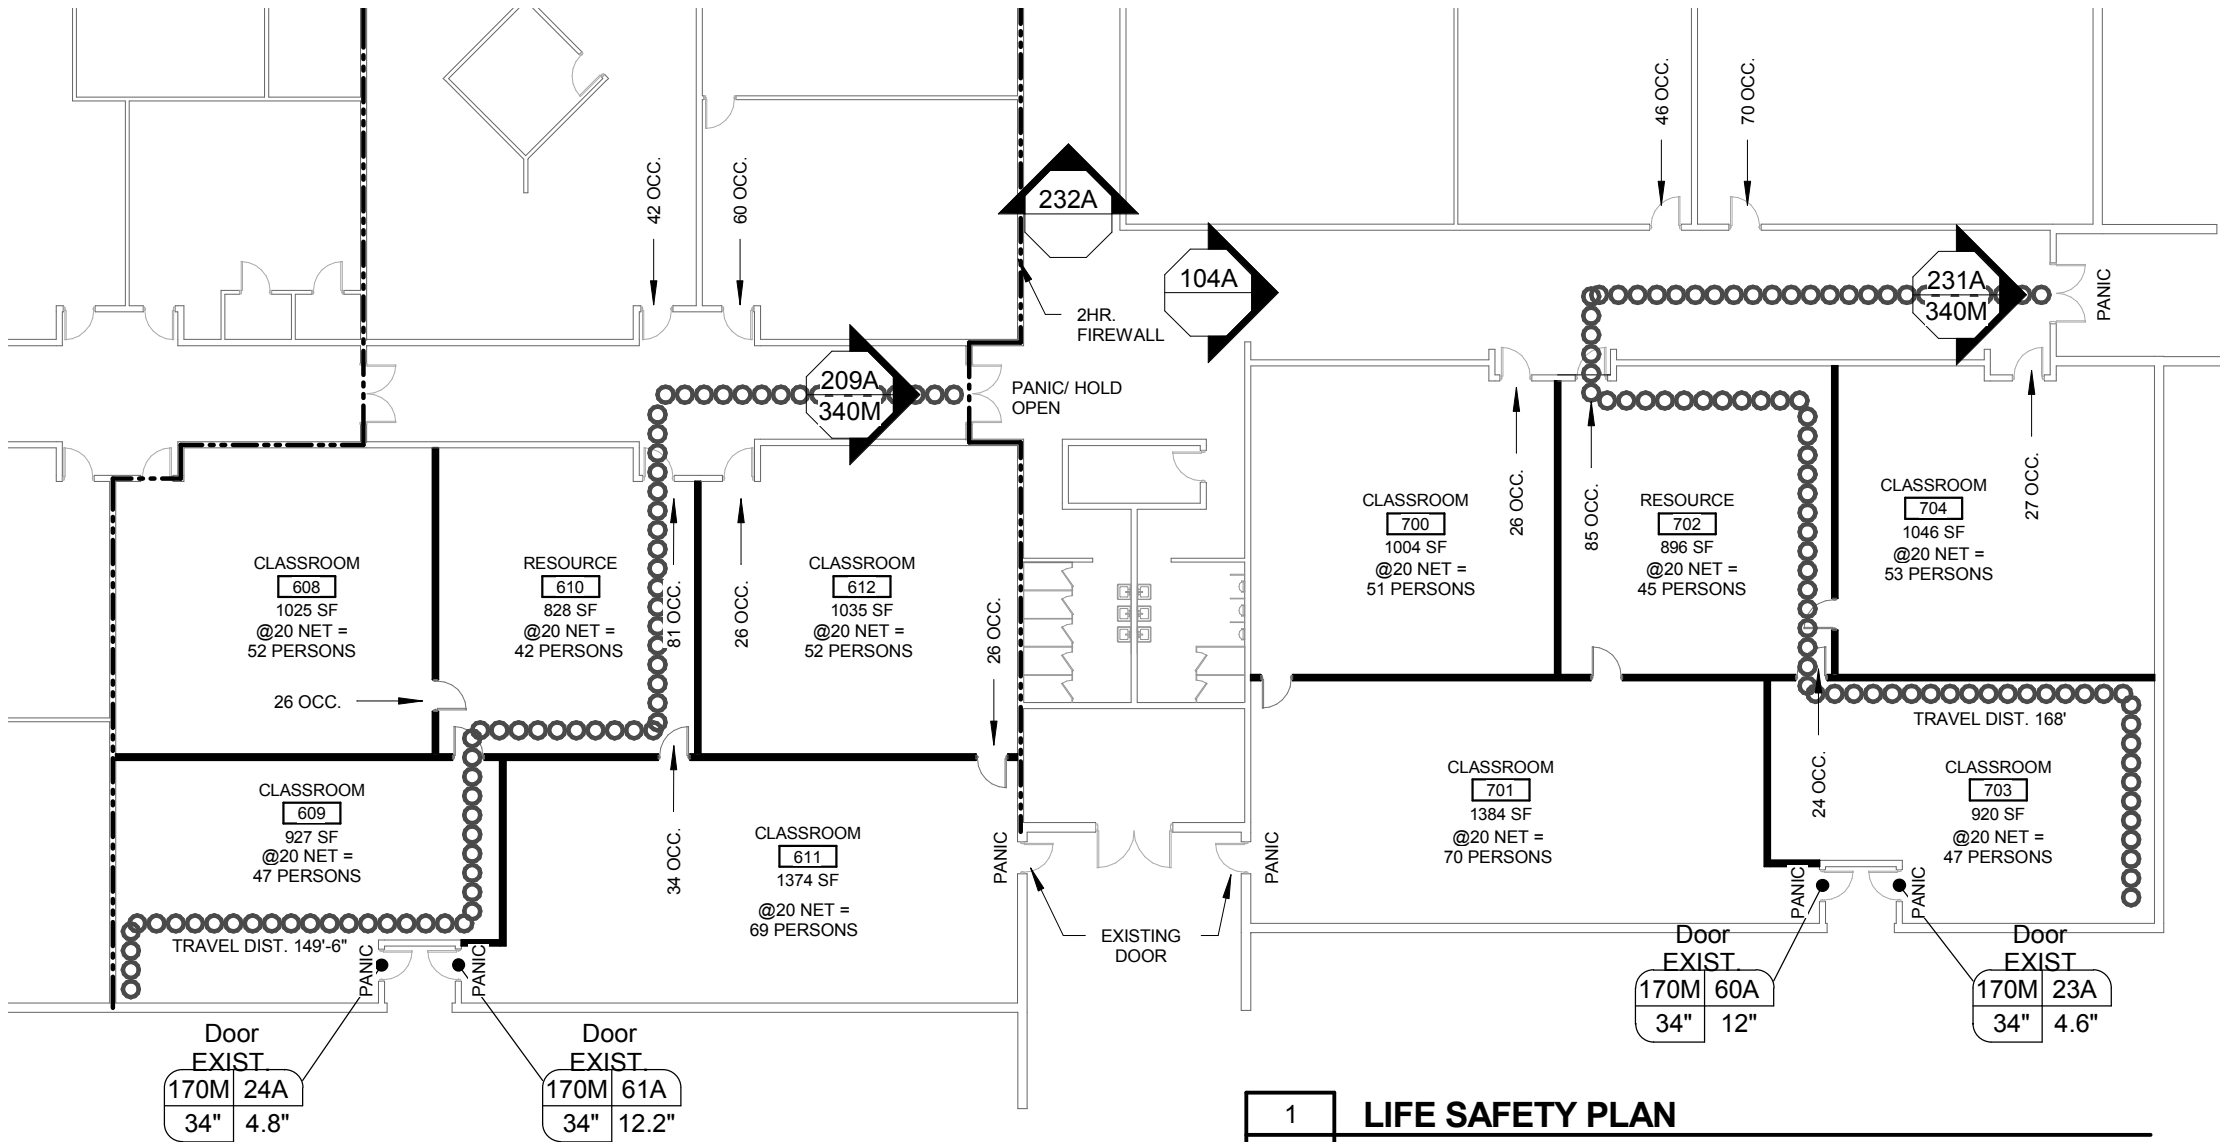 46 OCC.
70 OCC.
42 OCC.
60 OCC.
232A
104A
2HR.
FIREWALL
231A
340M
PANIC
209A
340M
PANIC/ HOLD
OPEN
CLASSROOM
608
1025 SF
@20 NET =
52 PERSONS
26 OCC.
RESOURCE
610
828 SF
@20 NET =
42 PERSONS
81 OCC.
26 OCC.
CLASSROOM
612
1035 SF
@20 NET =
52 PERSONS
26 OCC.
CLASSROOM
700
1004 SF
@20 NET =
51 PERSONS
26 OCC.
85 OCC.
RESOURCE
702
896 SF
@20 NET =
45 PERSONS
CLASSROOM
704
1046 SF
@20 NET =
53 PERSONS
27 OCC.
TRAVEL DIST. 168'
CLASSROOM
609
927 SF
@20 NET =
47 PERSONS
TRAVEL DIST. 149'-6"
34 OCC.
CLASSROOM
611
1374 SF
@20 NET =
69 PERSONS
PANIC
PANIC
EXISTING
DOOR
CLASSROOM
701
1384 SF
@20 NET =
70 PERSONS
24 OCC.
CLASSROOM
703
920 SF
@20 NET =
47 PERSONS
PANIC
PANIC
PANIC
PANIC
Door
EXIST.
170M 24A
34" 4.8"
Door
EXIST.
170M 61A
34" 12.2"
Door
EXIST.
170M 60A
34" 12"
Door
EXIST
170M 23A
34" 4.6"
1 LIFE SAFETY PLAN